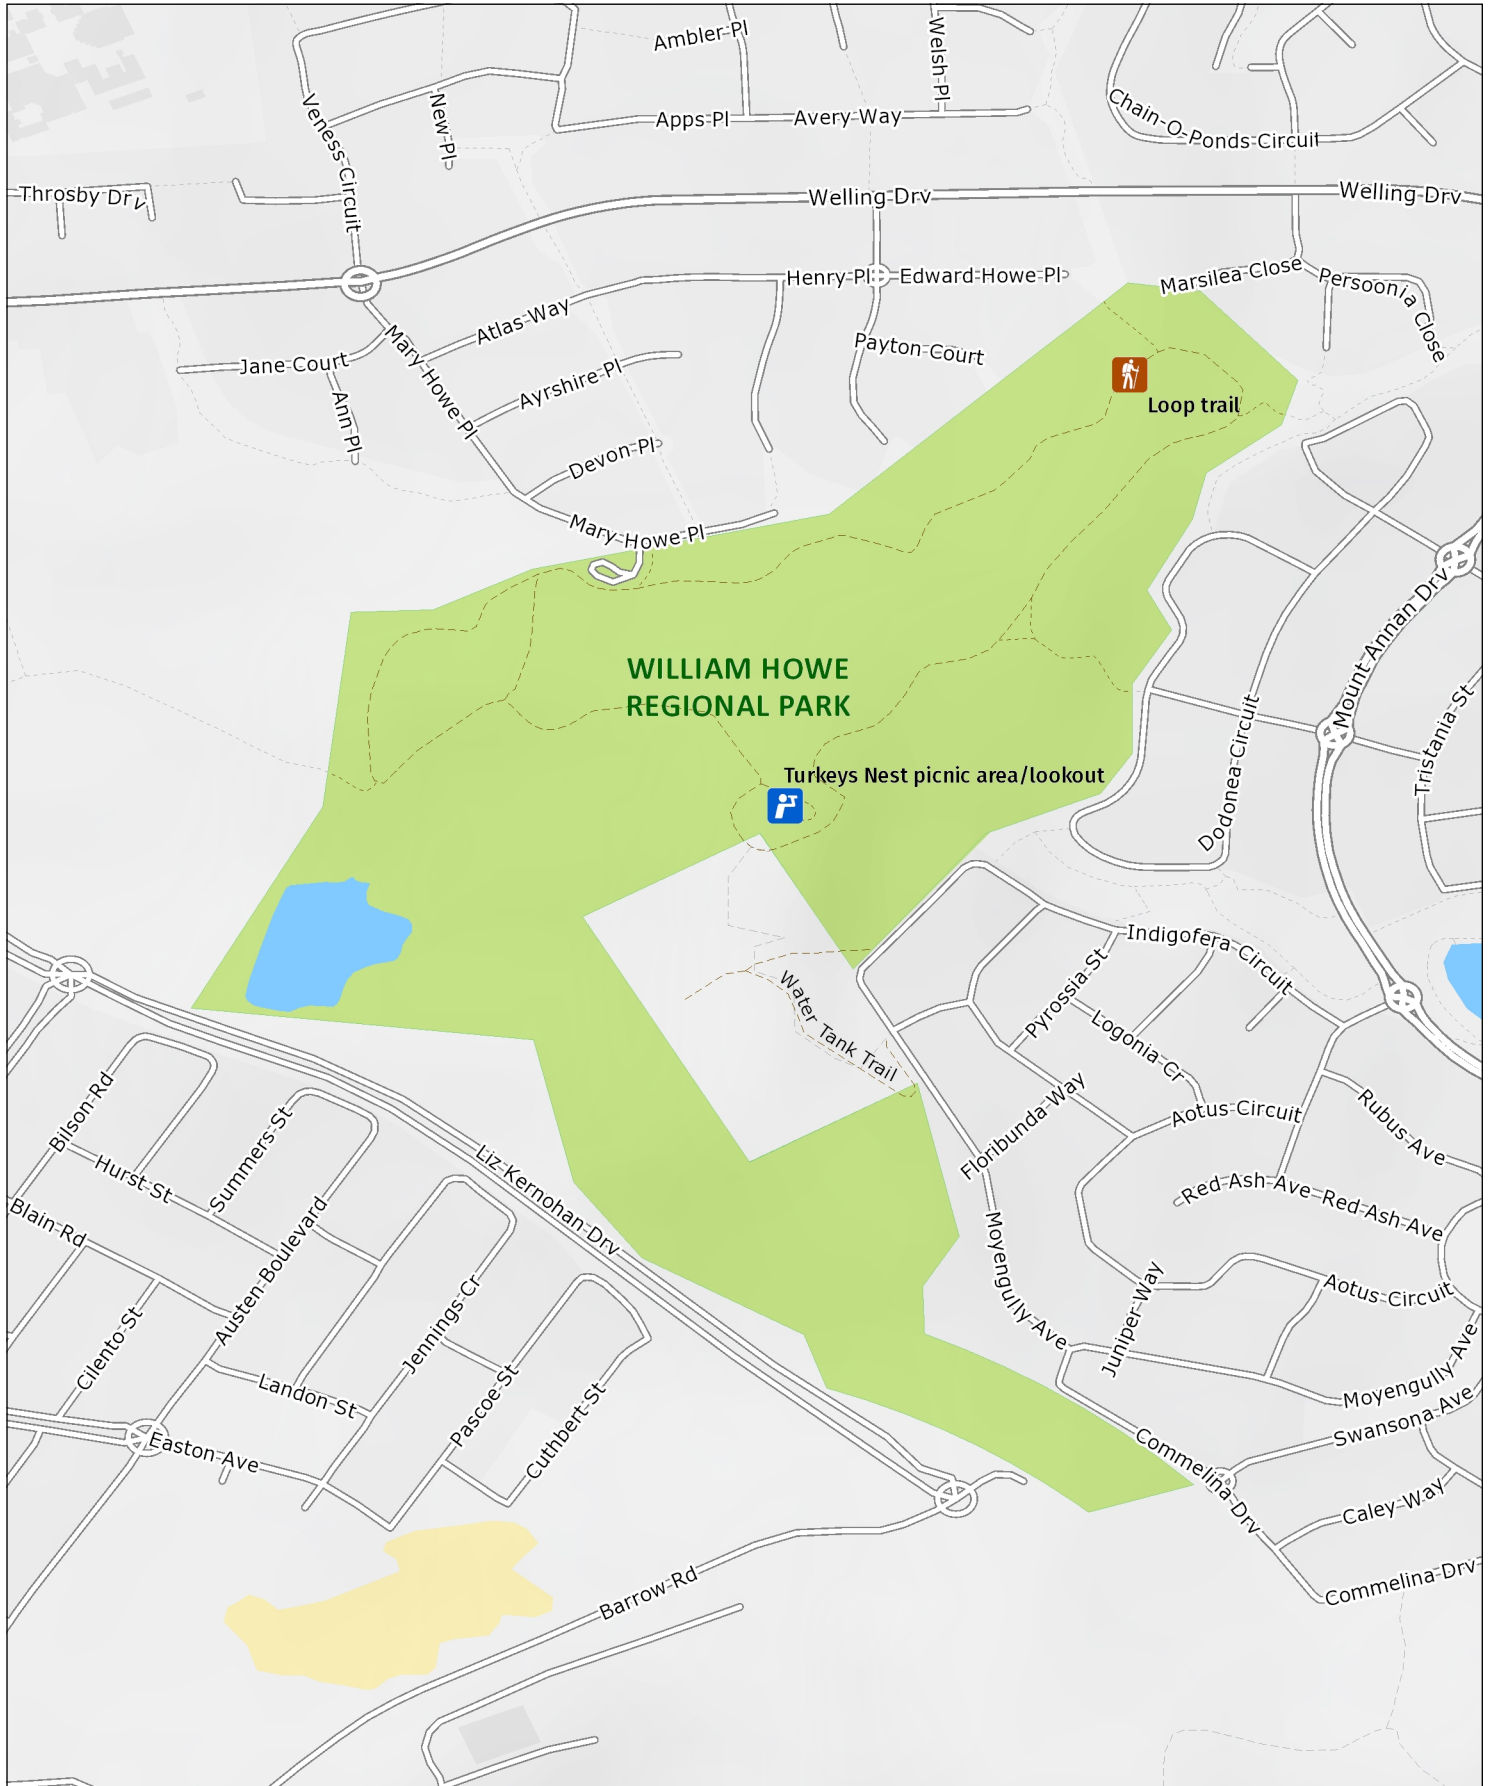 Ambler Pl
Welsh Pl
Veness Circuit
New Pl
Apps Pl
Avery Way
Chain-O-Ponds Circuit
Throsby Drv
Welling Drv
Welling Drv
Henry Pl
Edward Howe Pl
Marsilea Close
Persoonia Close
Atlas Way
Mary Howe Pl
Jane Court
Payton Court
Ayrshire Pl
Ann Pl
Loop trail
Devon Pl
Mary Howe Pl
Mount Annan Drv
WILLIAM HOWE
REGIONAL PARK
Tristania St
Dodonea Circuit
Turkeys Nest picnic area/lookout
Indigofera Circuit
Pyrossia St
Water Tank Trail
Logonia Cr
Floribunda Way
Aotus Circuit
Rubus Ave
Bilson Rd
Summers St
Hurst St
Liz Kernohan Drv
Red Ash Ave
Red Ash Ave
Blain Rd
Austen Boulevard
Moyengully Ave
Juniper Way
Aotus Circuit
Cilento St
Jennings Cr
Landon St
Pascoe St
Cuthbert St
Moyengully Ave
Swansona Ave
Easton Ave
Commelina Drv
Caley Way
Barrow Rd
Commelina Drv